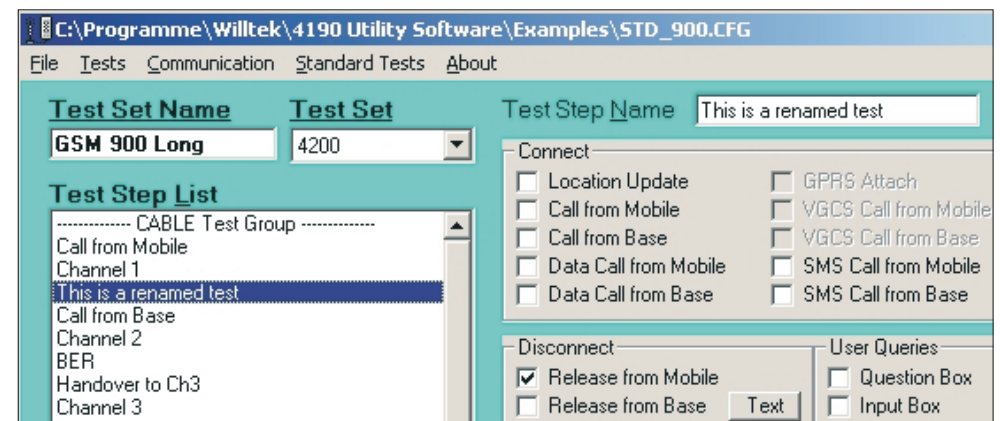 C:\Programme\Willtek\4190 Utility Software\Examples\STD_900.CFG
File Tests Communication Standard Tests About
Test Set Name
GSM 900 Long
Test Set
4200
Test Step List
------------- CABLE Test Group -------------
Call from Mobile
Channel 1
This is a renamed test
Call from Base
Channel 2
BER
Handover to Ch3
Channel 3
Test Step Name
This is a renamed test
Connect
Location Update
Call from Mobile
Call from Base
Data Call from Mobile
Data Call from Base
GPRS Attach
VGCS Call from Mobile
VGCS Call from Base
SMS Call from Mobile
SMS Call from Base
Disconnect
Release from Mobile
Release from Base
Text
User Queries
Question Box
Input Box